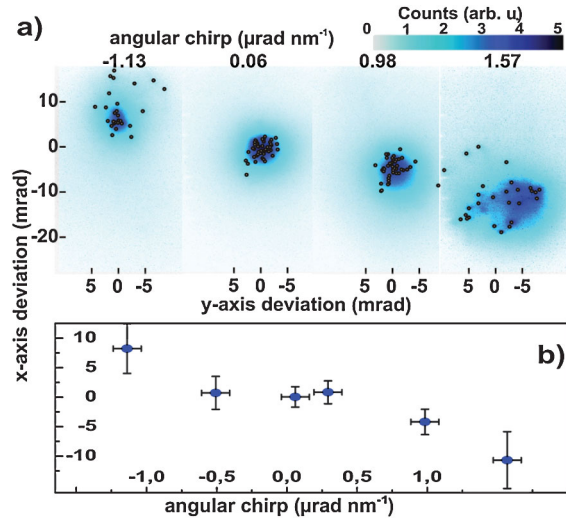 a)
angular chirp (µrad nm⁻¹)
Counts (arb. u.
0 1 2 3 4 5
-1.13 0.06 0.98 1.57
10
0
-10
-20
5 0 -5 5 0 -5 5 0 -5 5 0 -5
y-axis deviation (mrad)
x-axis deviation (mrad)
b)
10
5
0
-5
-10
-1,0 -0,5 0,0 0,5 1,0
angular chirp (µrad nm⁻¹)